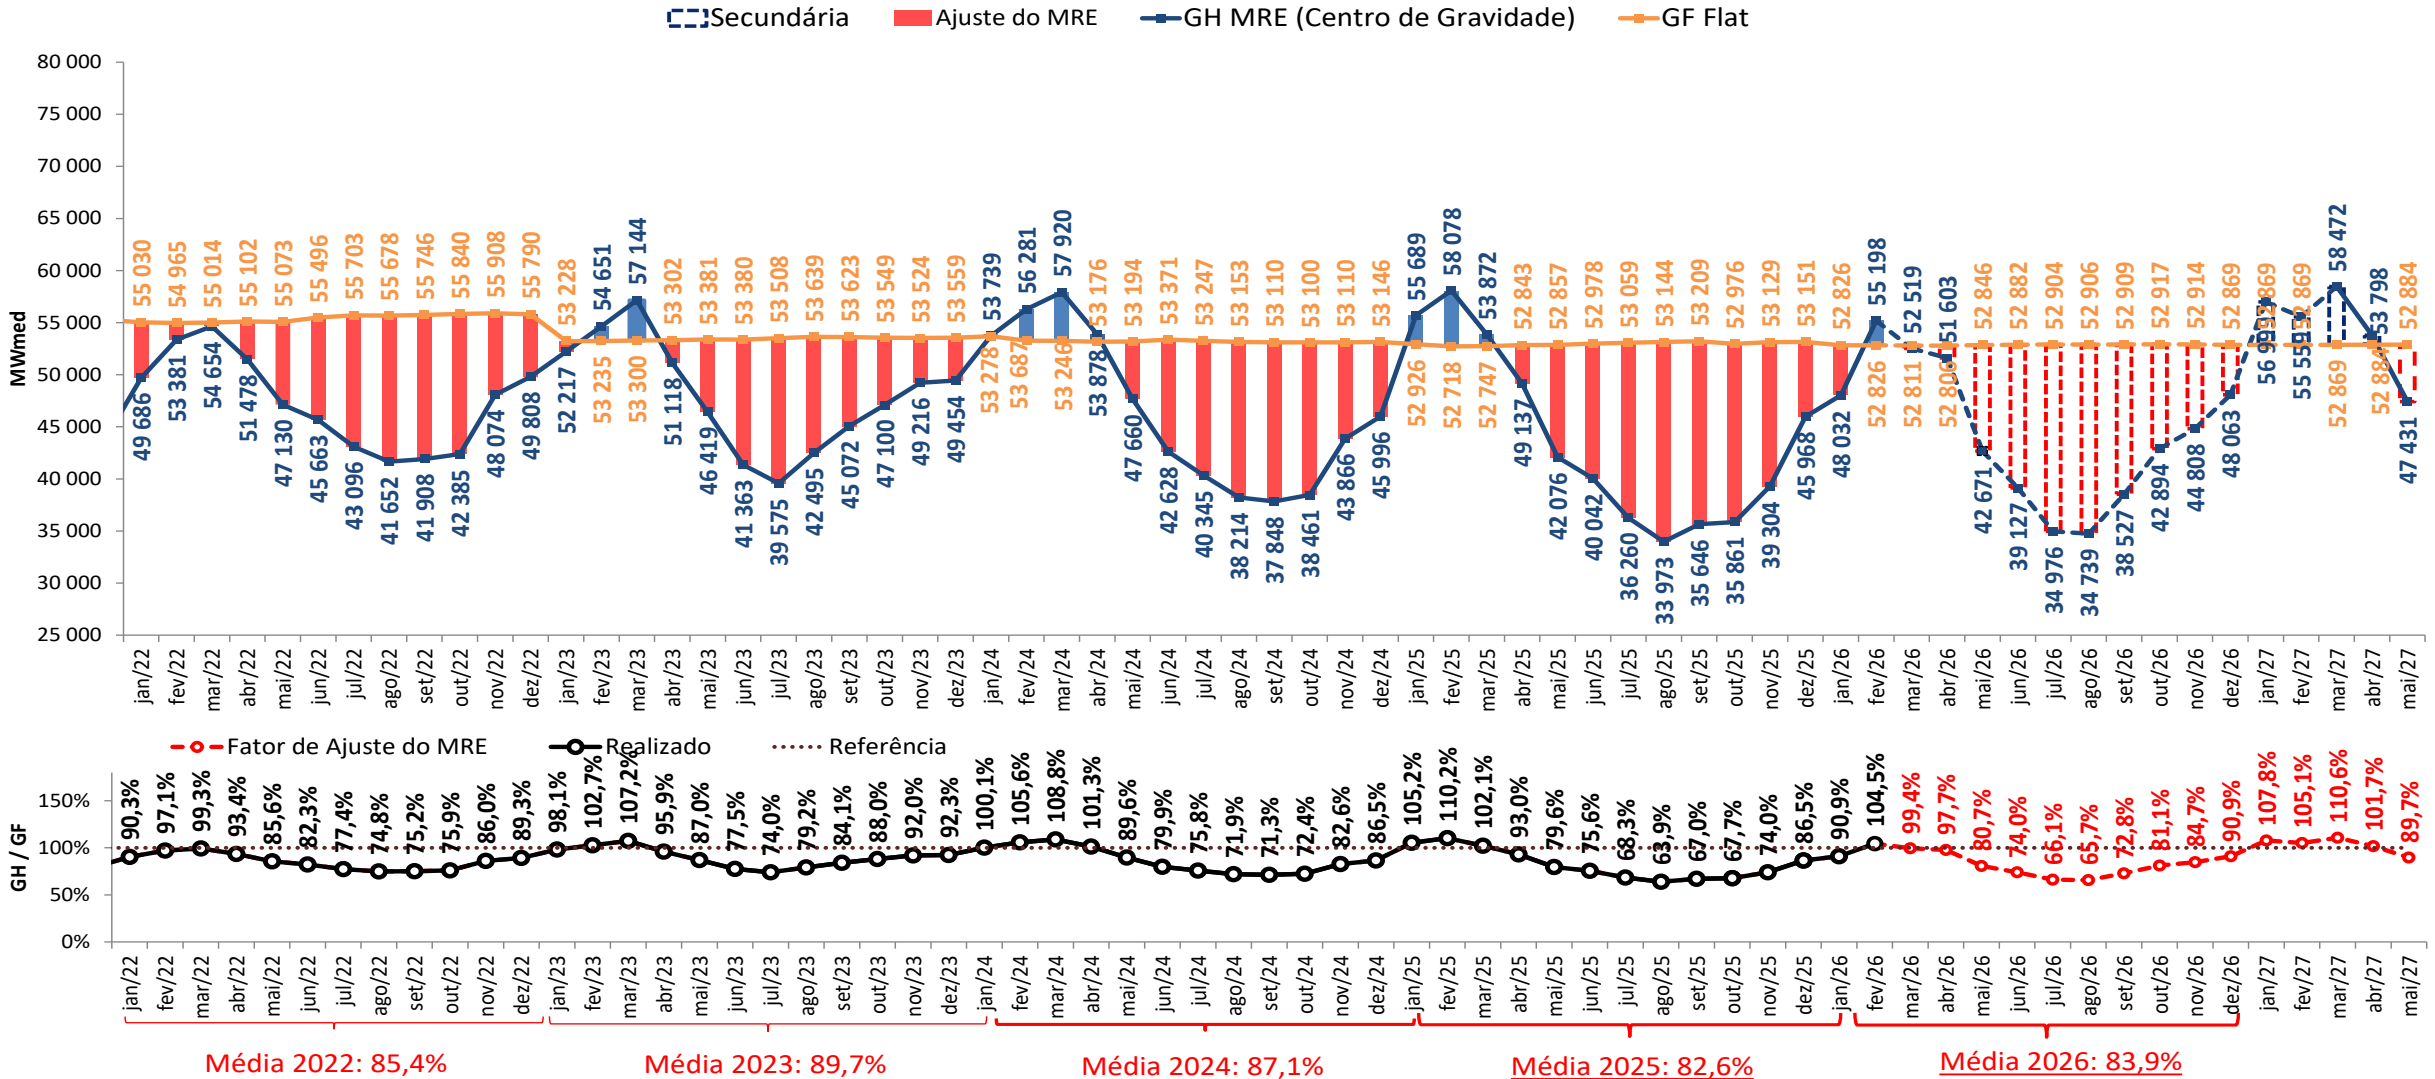 Secundária Ajuste do MRE GH MRE (Centro de Gravidade) GF Flat
MWmed
80 000
75 000
70 000
65 000
60 000
55 000
50 000
45 000
40 000
35 000
30 000
25 000
55 030 54 965 55 014 55 102 55 073 55 496 55 703 55 678 55 746 55 840 55 908 55 790 53 228 53 235 53 300 53 302 53 381 53 380 53 508 53 639 53 623 53 549 53 524 53 559 53 278 53 687 53 246 53 176 53 194 53 371 53 247 53 153 53 110 53 100 53 110 53 146 52 926 52 718 52 747 52 843 52 857 52 978 53 059 53 144 53 209 52 976 53 129 53 151 52 826 52 826 52 811 52 800 52 846 52 882 52 904 52 906 52 909 52 917 52 914 52 869 52 869 52 869 52 869 52 884 52 884
49 686 53 381 54 654 51 478 47 130 45 663 43 096 41 652 41 908 42 385 48 074 49 808 52 217 54 651 57 144 51 118 46 419 41 363 39 575 42 495 45 072 47 100 49 216 49 454 53 739 56 281 57 920 53 878 47 660 42 628 40 345 38 214 37 848 38 461 43 866 45 996 55 689 58 078 53 872 49 137 42 076 40 042 36 260 33 973 35 646 35 861 39 304 45 968 48 032 55 198 52 519 51 603 42 671 39 127 34 976 34 739 38 527 42 894 44 808 48 063 56 999 55 551 58 472 53 798 47 431
jan/22 fev/22 mar/22 abr/22 mai/22 jun/22 jul/22 ago/22 set/22 out/22 nov/22 dez/22 jan/23 fev/23 mar/23 abr/23 mai/23 jun/23 jul/23 ago/23 set/23 out/23 nov/23 dez/23 jan/24 fev/24 mar/24 abr/24 mai/24 jun/24 jul/24 ago/24 set/24 out/24 nov/24 dez/24 jan/25 fev/25 mar/25 abr/25 mai/25 jun/25 jul/25 ago/25 set/25 out/25 nov/25 dez/25 jan/26 fev/26 mar/26 abr/26 mai/26 jun/26 jul/26 ago/26 set/26 out/26 nov/26 dez/26 jan/27 fev/27 mar/27 abr/27 mai/27
Fator de Ajuste do MRE Realizado Referência
GH / GF
150%
100%
50%
0%
90,3% 97,1% 99,3% 93,4% 85,6% 82,3% 77,4% 74,8% 75,2% 75,9% 86,0% 89,3% 98,1% 102,7% 107,2% 95,9% 87,0% 77,5% 74,0% 79,2% 84,1% 88,0% 92,0% 92,3% 100,1% 105,6% 108,8% 101,3% 89,6% 79,9% 75,8% 71,9% 71,3% 72,4% 82,6% 86,5% 105,2% 110,2% 102,1% 93,0% 79,6% 75,6% 68,3% 63,9% 67,0% 67,7% 74,0% 86,5% 90,9% 104,5% 99,4% 97,7% 80,7% 74,0% 66,1% 65,7% 72,8% 81,1% 84,7% 90,9% 107,8% 105,1% 110,6% 101,7% 89,7%
jan/22 fev/22 mar/22 abr/22 mai/22 jun/22 jul/22 ago/22 set/22 out/22 nov/22 dez/22 jan/23 fev/23 mar/23 abr/23 mai/23 jun/23 jul/23 ago/23 set/23 out/23 nov/23 dez/23 jan/24 fev/24 mar/24 abr/24 mai/24 jun/24 jul/24 ago/24 set/24 out/24 nov/24 dez/24 jan/25 fev/25 mar/25 abr/25 mai/25 jun/25 jul/25 ago/25 set/25 out/25 nov/25 dez/25 jan/26 fev/26 mar/26 abr/26 mai/26 jun/26 jul/26 ago/26 set/26 out/26 nov/26 dez/26 jan/27 fev/27 mar/27 abr/27 mai/27
Média 2022: 85,4% Média 2023: 89,7% Média 2024: 87,1% Média 2025: 82,6% Média 2026: 83,9%